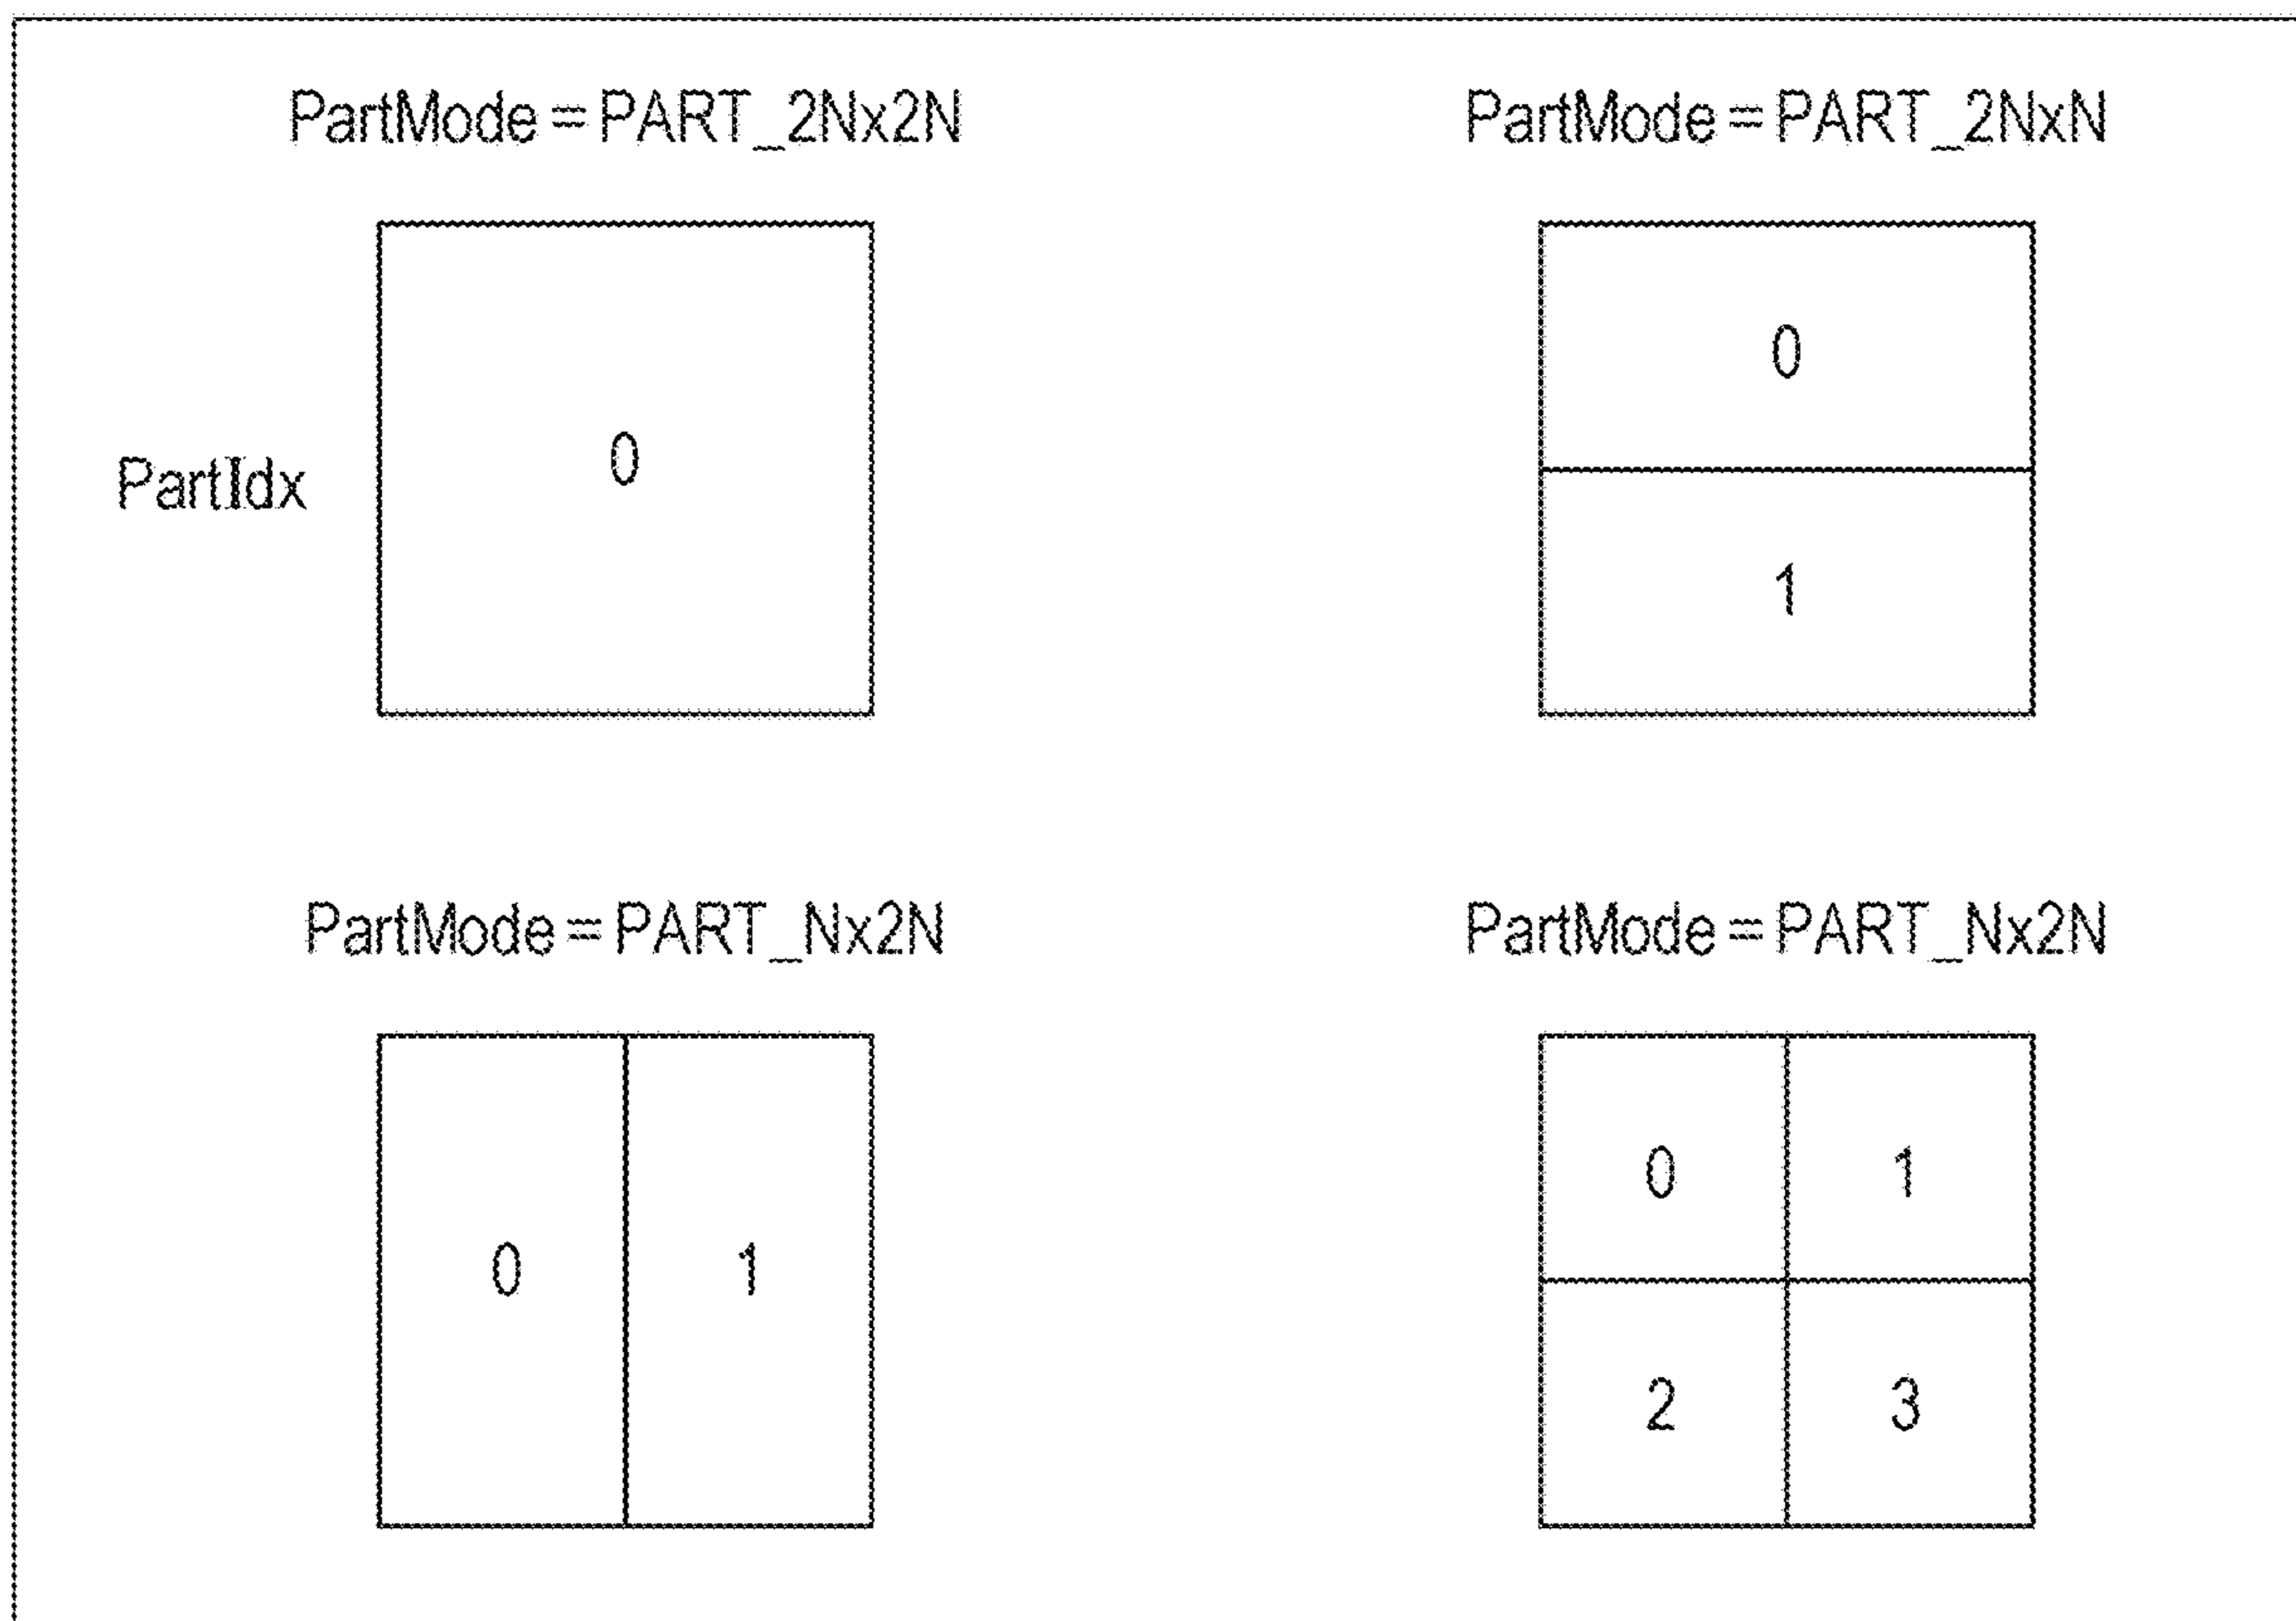 PartMode = PART_2Nx2N
PartMode = PART_2NxN
PartIdx
0
0
1
PartMode = PART_Nx2N
PartMode = PART_Nx2N
0 1
0 1
2 3